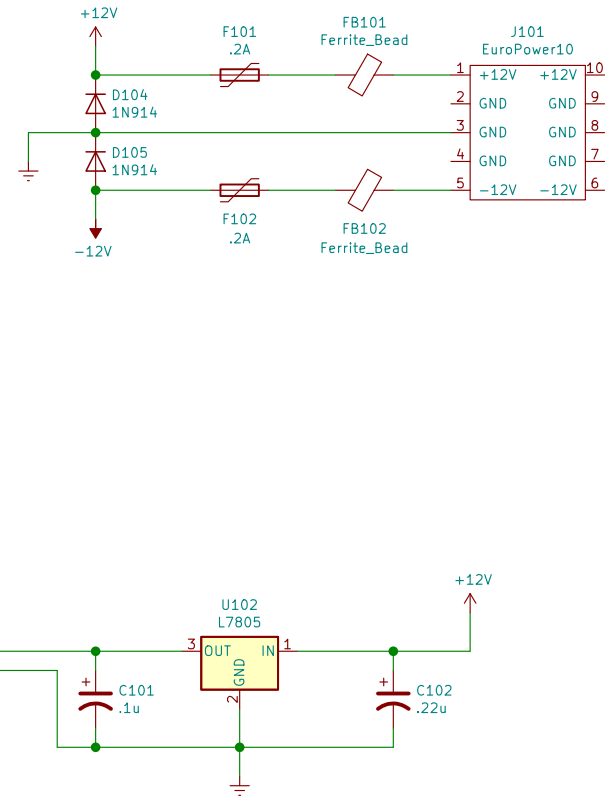 +12V
F101
.2A
FB101
Ferrite_Bead
J101
EuroPower10
1 +12V +12V 10
2 GND GND 9
3 GND GND 8
4 GND GND 7
5 -12V -12V 6
D104
1N914
D105
1N914
-12V
F102
.2A
FB102
Ferrite_Bead
+12V
U102
L7805
3 OUT IN 1
GND
2
+ C101
.1u
+ C102
.22u